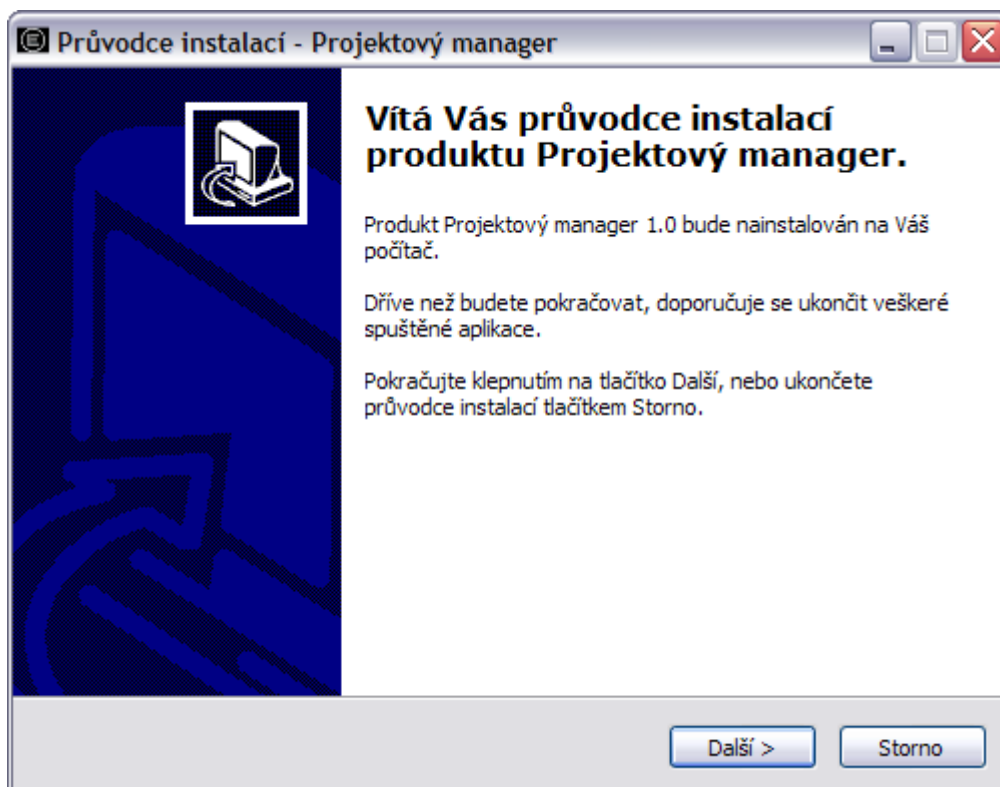 Průvodce instalací - Projektový manager
Vítá Vás průvodce instalací
produktu Projektový manager.
Produkt Projektový manager 1.0 bude nainstalován na Váš
počítač.
Dříve než budete pokračovat, doporučuje se ukončit veškeré
spuštěné aplikace.
Pokračujte klepnutím na tlačítko Další, nebo ukončete
průvodce instalací tlačítkem Storno.
Další >
Storno